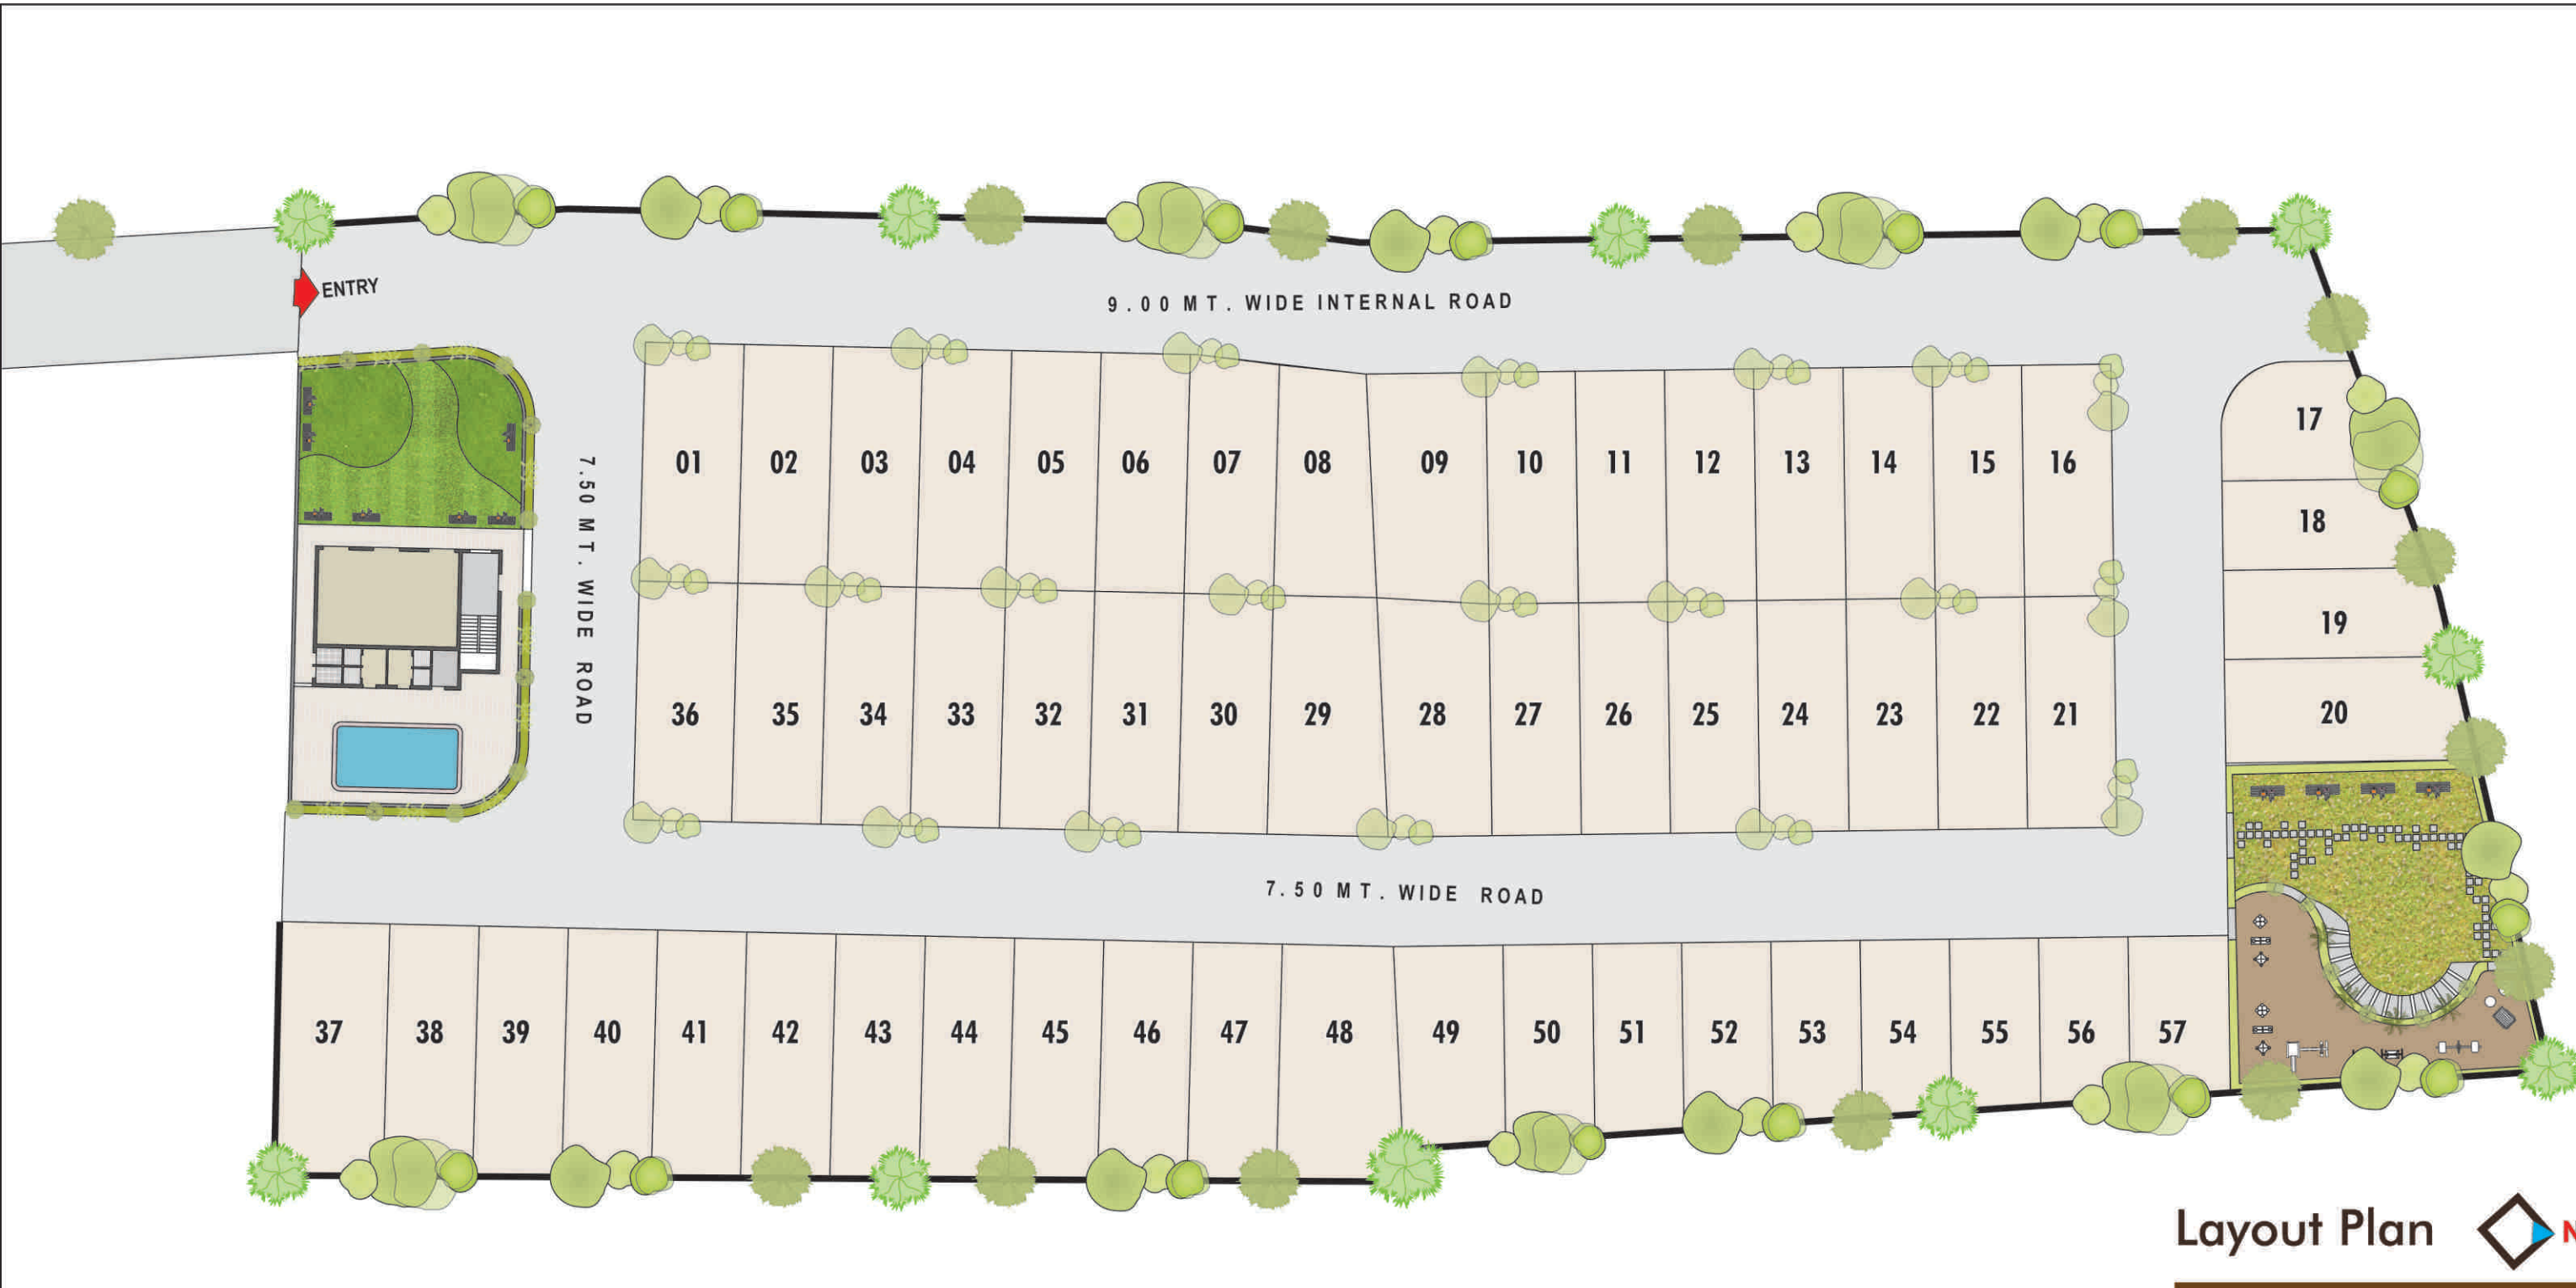 ENTRY
9.00 MT. WIDE INTERNAL ROAD
7.50 MT. WIDE ROAD
01 02 03 04 05 06 07 08 09 10 11 12 13 14 15 16
17
18
19
20
36 35 34 33 32 31 30 29 28 27 26 25 24 23 22 21
7.50 MT. WIDE ROAD
37 38 39 40 41 42 43 44 45 46 47 48 49 50 51 52 53 54 55 56 57
Layout Plan
N